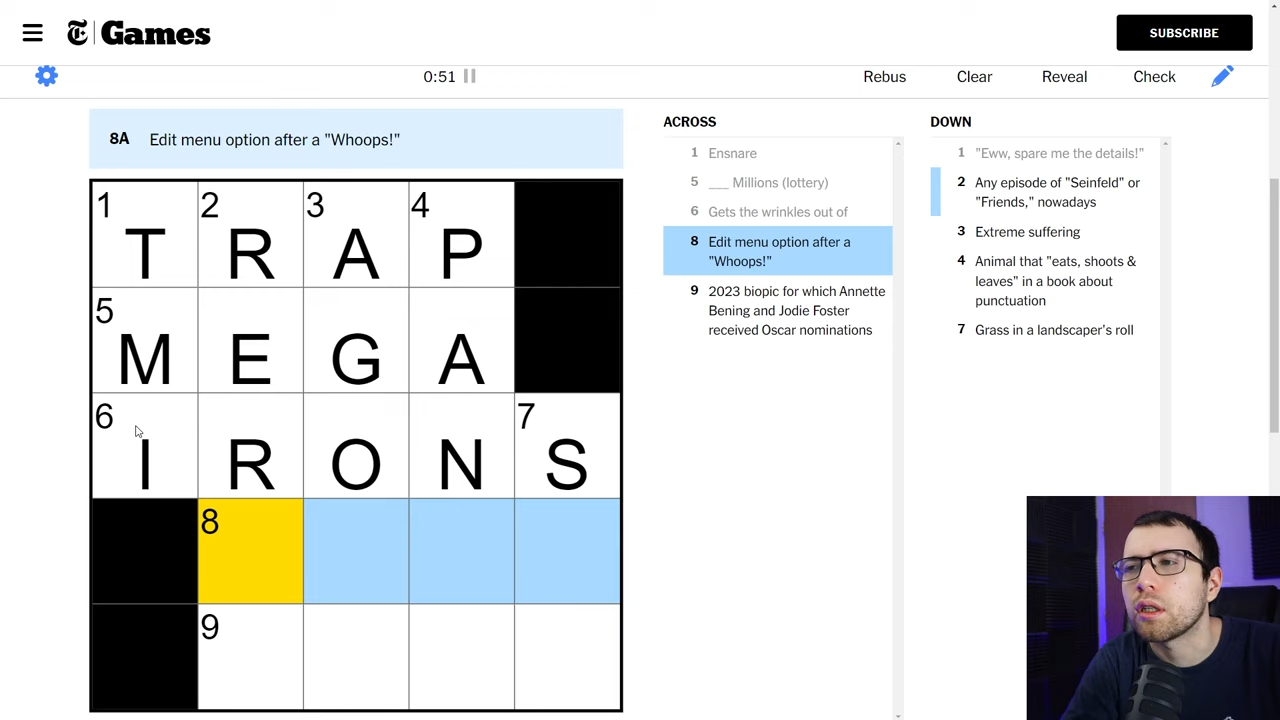 Games
SUBSCRIBE
0:51
Rebus
Clear
Reveal
Check
8A Edit menu option after a "Whoops!"
1 T
2 R
3 A
4 P
5 M
E
G
A
6 I
R
O
N
7 S
8
9
ACROSS
1 Ensnare
5 ___ Millions (lottery)
6 Gets the wrinkles out of
8 Edit menu option after a
"Whoops!"
9 2023 biopic for which Annette
Bening and Jodie Foster
received Oscar nominations
DOWN
1 "Eww, spare me the details!"
2 Any episode of "Seinfeld" or
"Friends," nowadays
3 Extreme suffering
4 Animal that "eats, shoots &
leaves" in a book about
punctuation
7 Grass in a landscaper's roll